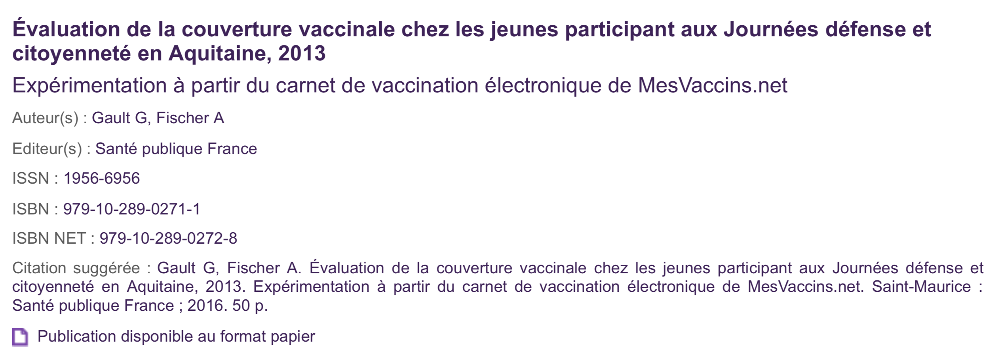 Évaluation de la couverture vaccinale chez les jeunes participant aux Journées défense et
citoyenneté en Aquitaine, 2013
Expérimentation à partir du carnet de vaccination électronique de MesVaccins.net
Auteur(s) : Gault G, Fischer A
Editeur(s) : Santé publique France
ISSN : 1956-6956
ISBN : 979-10-289-0271-1
ISBN NET : 979-10-289-0272-8
Citation suggérée : Gault G, Fischer A. Évaluation de la couverture vaccinale chez les jeunes participant aux Journées défense et
citoyenneté en Aquitaine, 2013. Expérimentation à partir du carnet de vaccination électronique de MesVaccins.net. Saint-Maurice :
Santé publique France ; 2016. 50 p.
Publication disponible au format papier